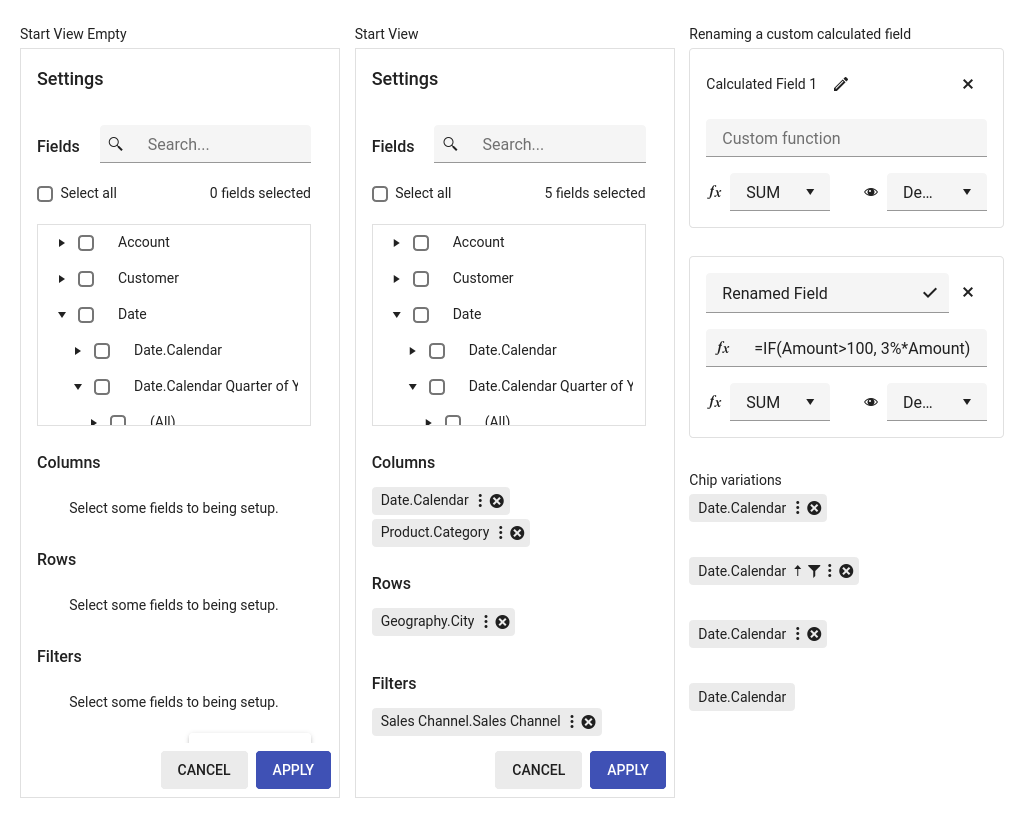 Start View Empty
Settings
Fields
Search...
Select all
0 fields selected
Account
Customer
Date
Date.Calendar
Date.Calendar Quarter of Y
(All)
Columns
Select some fields to being setup.
Rows
Select some fields to being setup.
Filters
Select some fields to being setup.
CANCEL
APPLY
Start View
Settings
Fields
Search...
Select all
5 fields selected
Account
Customer
Date
Date.Calendar
Date.Calendar Quarter of Y
(All)
Columns
Date.Calendar
Product.Category
Rows
Geography.City
Filters
Sales Channel.Sales Channel
CANCEL
APPLY
Renaming a custom calculated field
Calculated Field 1
Custom function
fx SUM
De...
Renamed Field
fx =IF(Amount>100, 3%*Amount)
fx SUM
De...
Chip variations
Date.Calendar
Date.Calendar
Date.Calendar
Date.Calendar